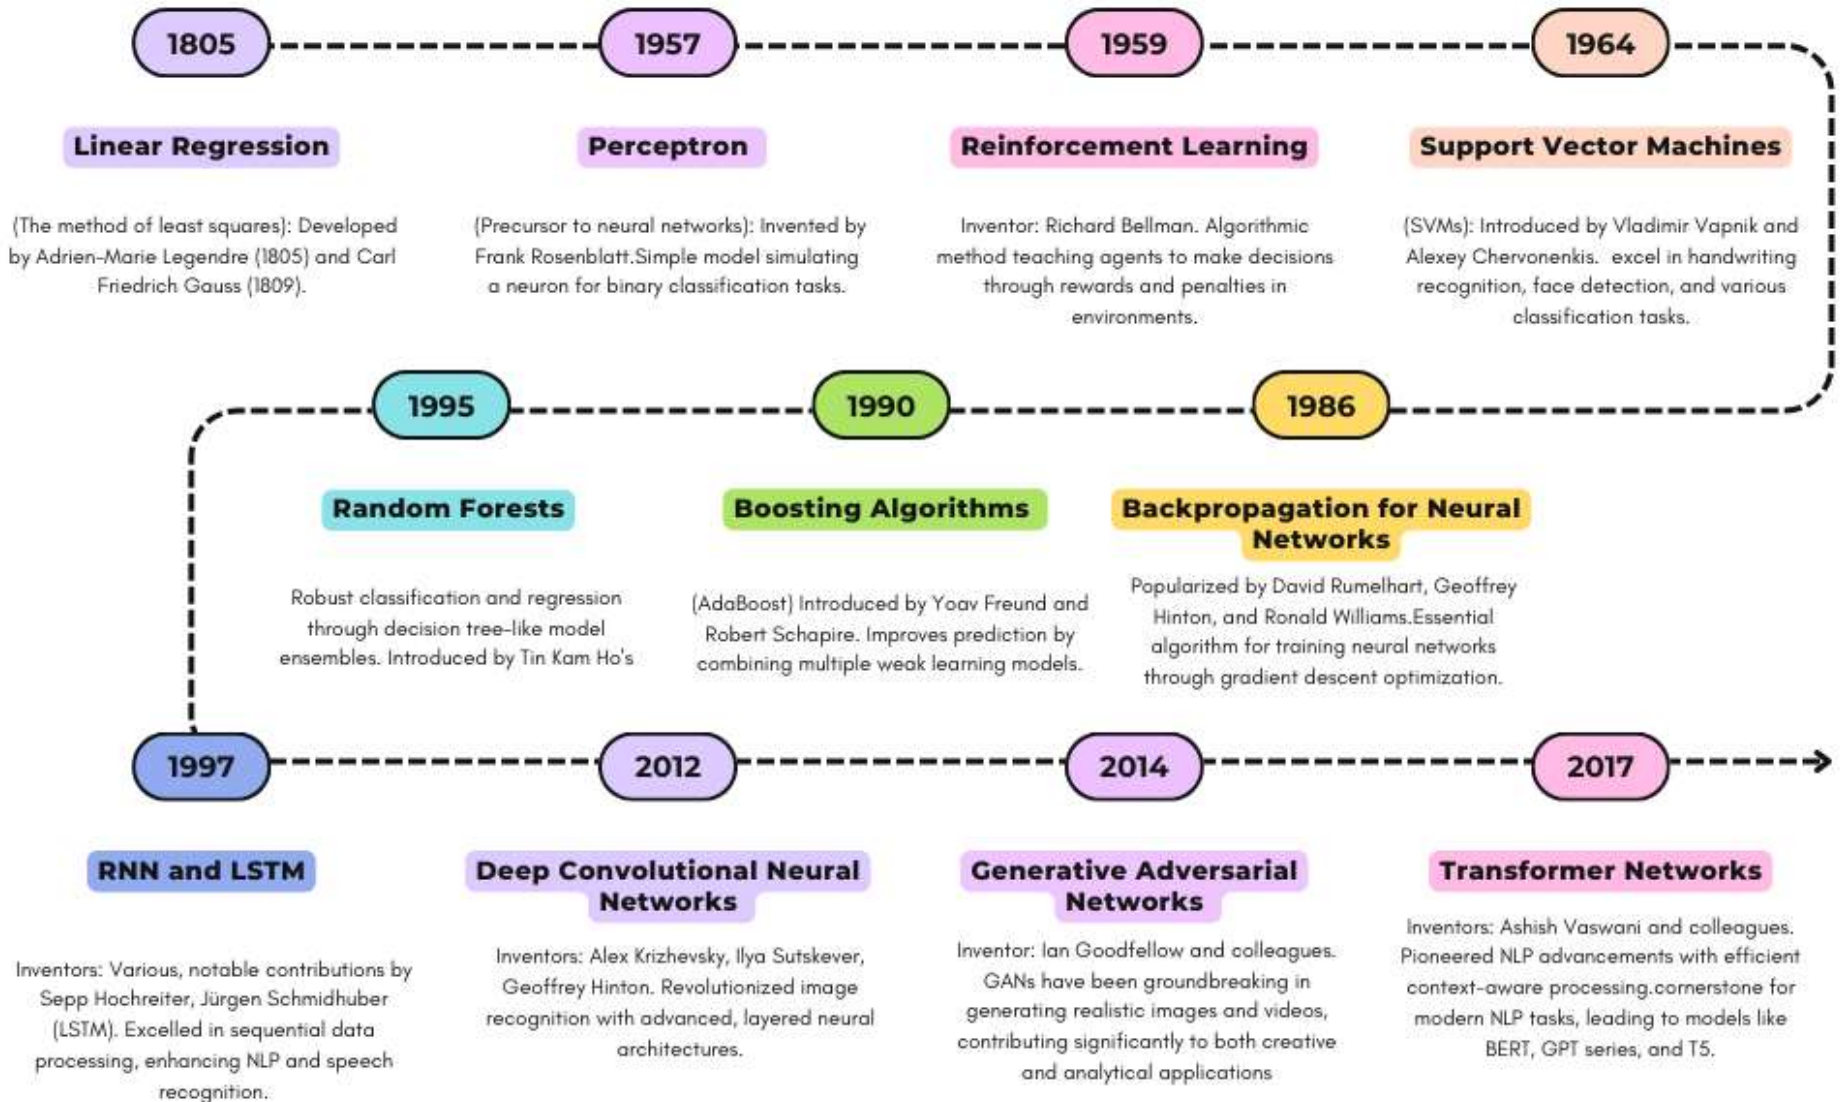 1805
1957
1959
1964
Linear Regression
(The method of least squares): Developed
by Adrien-Marie Legendre (1805) and Carl
Friedrich Gauss (1809).
Perceptron
(Precursor to neural networks): Invented by
Frank Rosenblatt.Simple model simulating
a neuron for binary classification tasks.
Reinforcement Learning
Inventor: Richard Bellman. Algorithmic
method teaching agents to make decisions
through rewards and penalties in
environments.
Support Vector Machines
(SVMs): Introduced by Vladimir Vapnik and
Alexey Chervonenkis. excel in handwriting
recognition, face detection, and various
classification tasks.
1995
1990
1986
Random Forests
Robust classification and regression
through decision tree-like model
ensembles. Introduced by Tin Kam Ho's
Boosting Algorithms
(AdaBoost) Introduced by Yoav Freund and
Robert Schapire. Improves prediction by
combining multiple weak learning models.
Backpropagation for Neural
Networks
Popularized by David Rumelhart, Geoffrey
Hinton, and Ronald Williams.Essential
algorithm for training neural networks
through gradient descent optimization.
1997
2012
2014
2017
RNN and LSTM
Inventors: Various, notable contributions by
Sepp Hochreiter, Jürgen Schmidhuber
(LSTM). Excelled in sequential data
processing, enhancing NLP and speech
recognition.
Deep Convolutional Neural
Networks
Inventors: Alex Krizhevsky, Ilya Sutskever,
Geoffrey Hinton. Revolutionized image
recognition with advanced, layered neural
architectures.
Generative Adversarial
Networks
Inventor: Ian Goodfellow and colleagues.
GANs have been groundbreaking in
generating realistic images and videos,
contributing significantly to both creative
and analytical applications
Transformer Networks
Inventors: Ashish Vaswani and colleagues.
Pioneered NLP advancements with efficient
context-aware processing.cornerstone for
modern NLP tasks, leading to models like
BERT, GPT series, and T5.